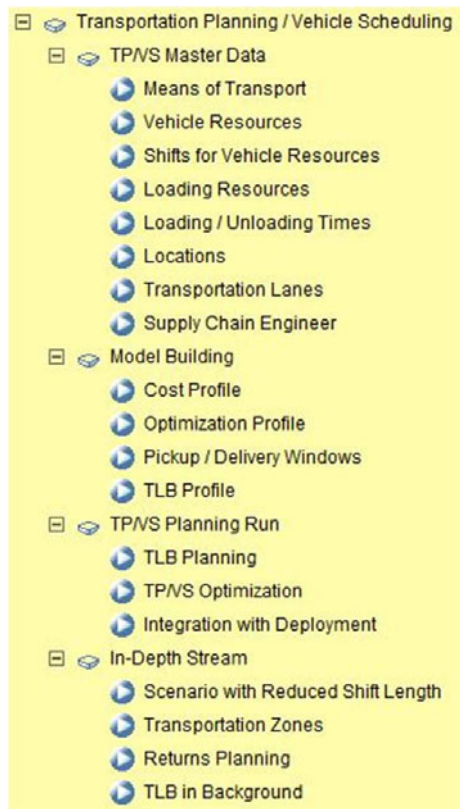 Transportation Planning / Vehicle Scheduling
TP/VS Master Data
Means of Transport
Vehicle Resources
Shifts for Vehicle Resources
Loading Resources
Loading / Unloading Times
Locations
Transportation Lanes
Supply Chain Engineer
Model Building
Cost Profile
Optimization Profile
Pickup / Delivery Windows
TLB Profile
TP/VS Planning Run
TLB Planning
TP/VS Optimization
Integration with Deployment
In-Depth Stream
Scenario with Reduced Shift Length
Transportation Zones
Returns Planning
TLB in Background